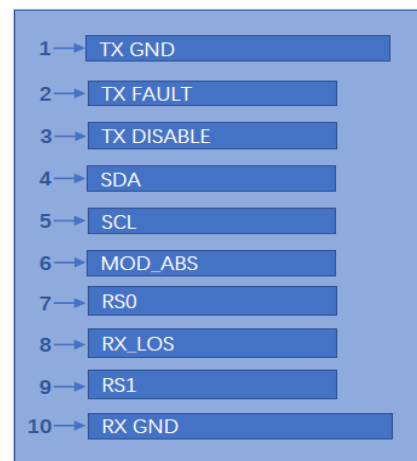 1 TX GND
2 TX FAULT
3 TX DISABLE
4 SDA
5 SCL
6 MOD_ABS
7 RS0
8 RX_LOS
9 RS1
10 RX GND